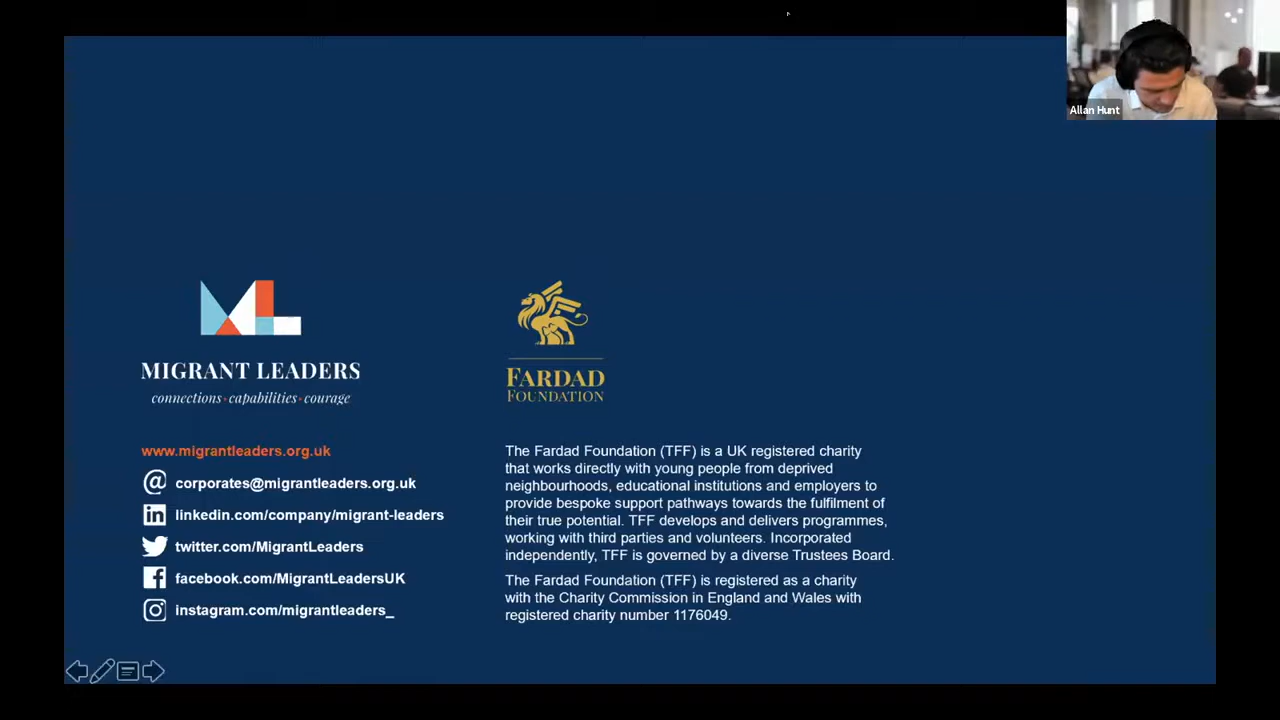 Allan Hunt
ML
MIGRANT LEADERS
connections • capabilities • courage
www.migrantleaders.org.uk
corporates@migrantleaders.org.uk
linkedin.com/company/migrant-leaders
twitter.com/MigrantLeaders
facebook.com/MigrantLeadersUK
instagram.com/migrantleaders_
FARDAD
FOUNDATION
The Fardad Foundation (TFF) is a UK registered charity
that works directly with young people from deprived
neighbourhoods, educational institutions and employers to
provide bespoke support pathways towards the fulfilment of
their true potential. TFF develops and delivers programmes,
working with third parties and volunteers. Incorporated
independently, TFF is governed by a diverse Trustees Board.
The Fardad Foundation (TFF) is registered as a charity
with the Charity Commission in England and Wales with
registered charity number 1176049.